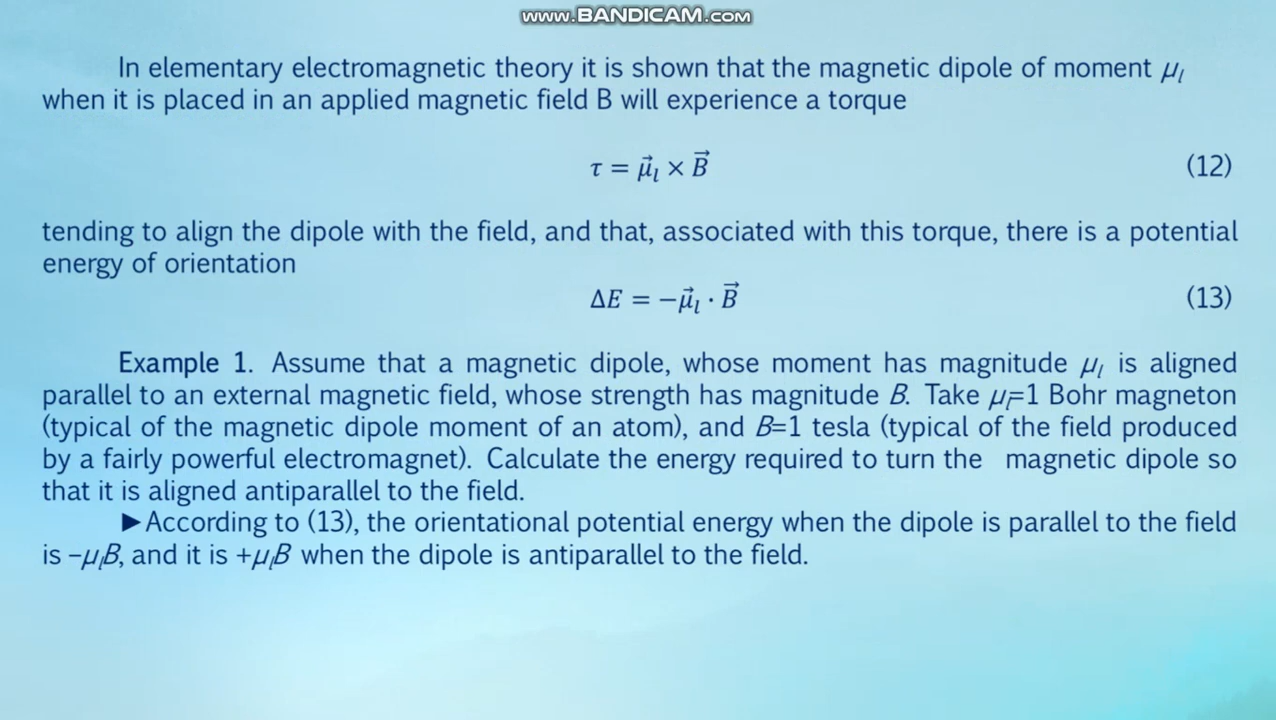 www.BANDICAM.com
In elementary electromagnetic theory it is shown that the magnetic dipole of moment μₗ
when it is placed in an applied magnetic field B will experience a torque
τ = μ⃗ₗ × B⃗ (12)
tending to align the dipole with the field, and that, associated with this torque, there is a potential
energy of orientation
ΔE = −μ⃗ₗ · B⃗ (13)
Example 1. Assume that a magnetic dipole, whose moment has magnitude μₗ is aligned
parallel to an external magnetic field, whose strength has magnitude B. Take μₗ=1 Bohr magneton
(typical of the magnetic dipole moment of an atom), and B=1 tesla (typical of the field produced
by a fairly powerful electromagnet). Calculate the energy required to turn the magnetic dipole so
that it is aligned antiparallel to the field.
►According to (13), the orientational potential energy when the dipole is parallel to the field
is −μₗB, and it is +μₗB when the dipole is antiparallel to the field.